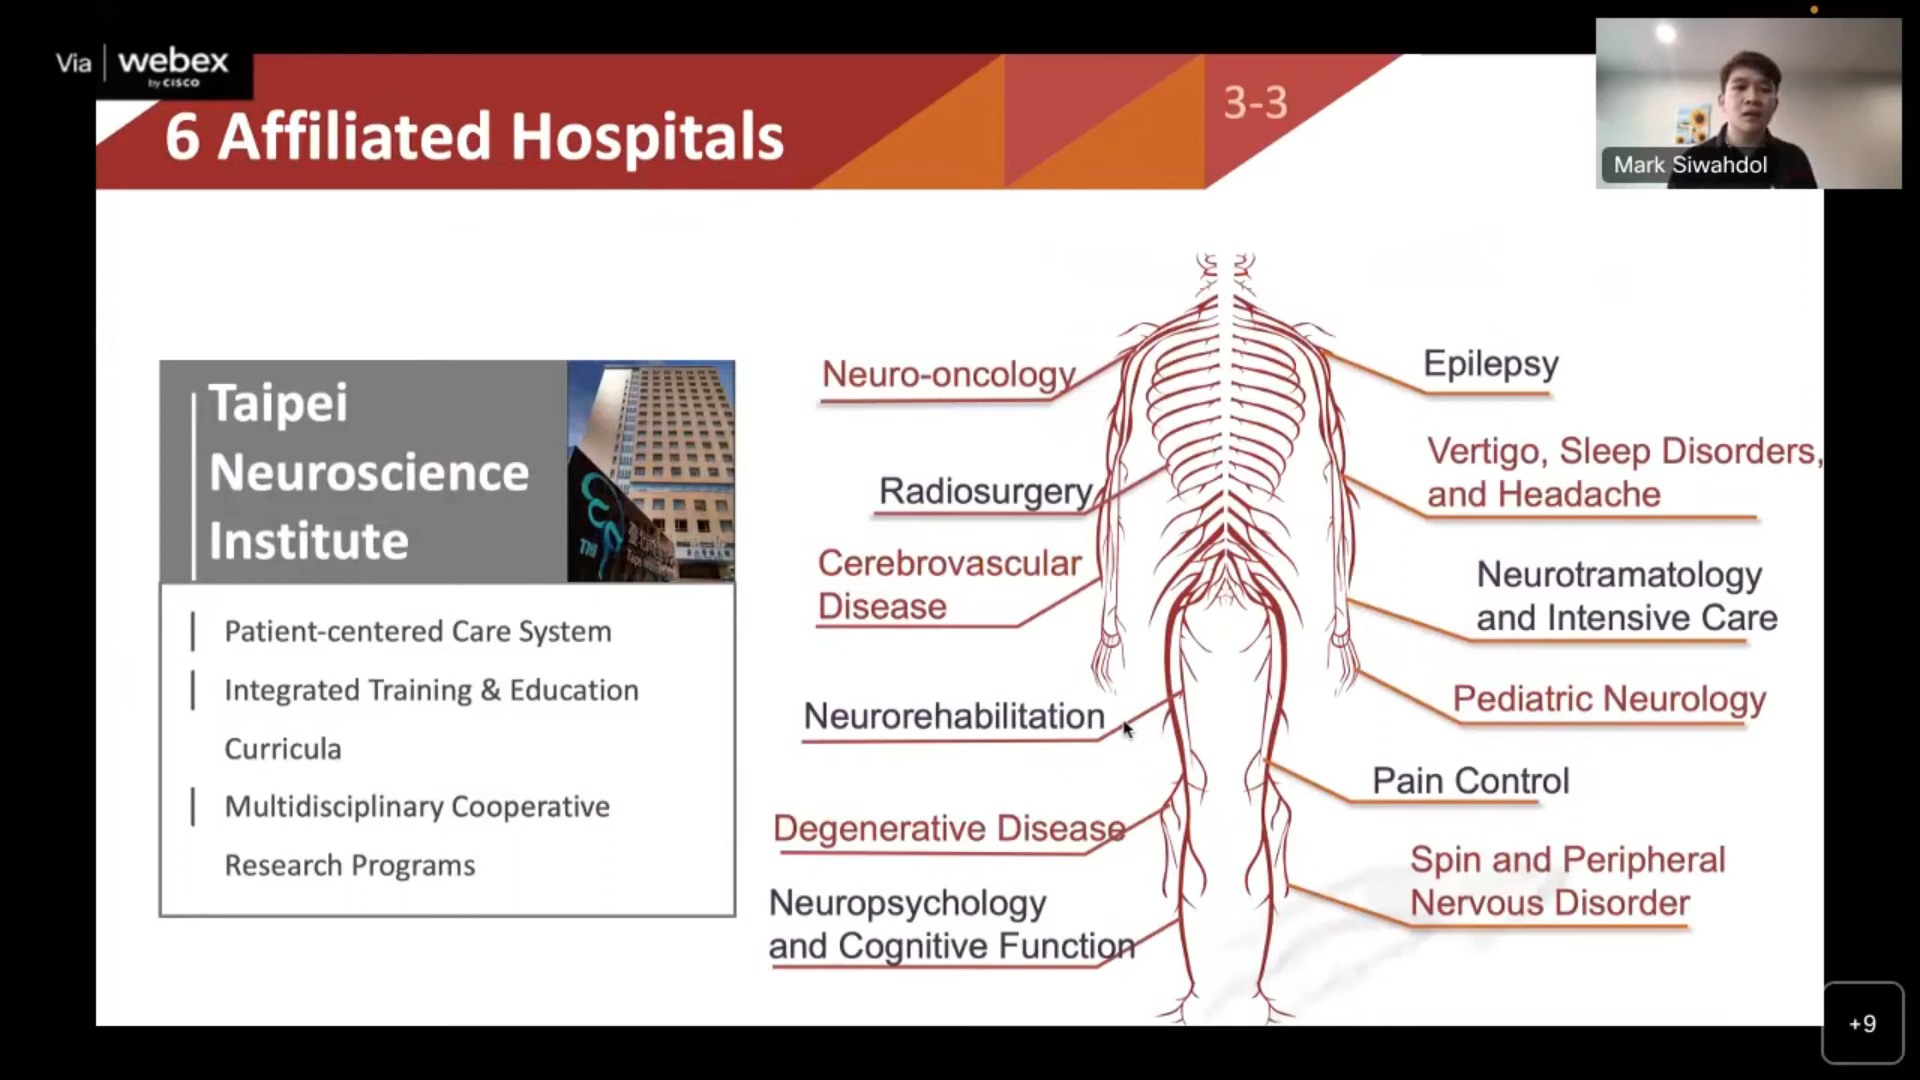 Via webex
by CISCO
6 Affiliated Hospitals
3-3
Mark Siwahdol
Taipei
Neuroscience
Institute
Patient-centered Care System
Integrated Training & Education
Curricula
Multidisciplinary Cooperative
Research Programs
Neuro-oncology
Radiosurgery
Cerebrovascular
Disease
Neurorehabilitation
Degenerative Disease
Neuropsychology
and Cognitive Function
Epilepsy
Vertigo, Sleep Disorders,
and Headache
Neurotramatology
and Intensive Care
Pediatric Neurology
Pain Control
Spin and Peripheral
Nervous Disorder
+9